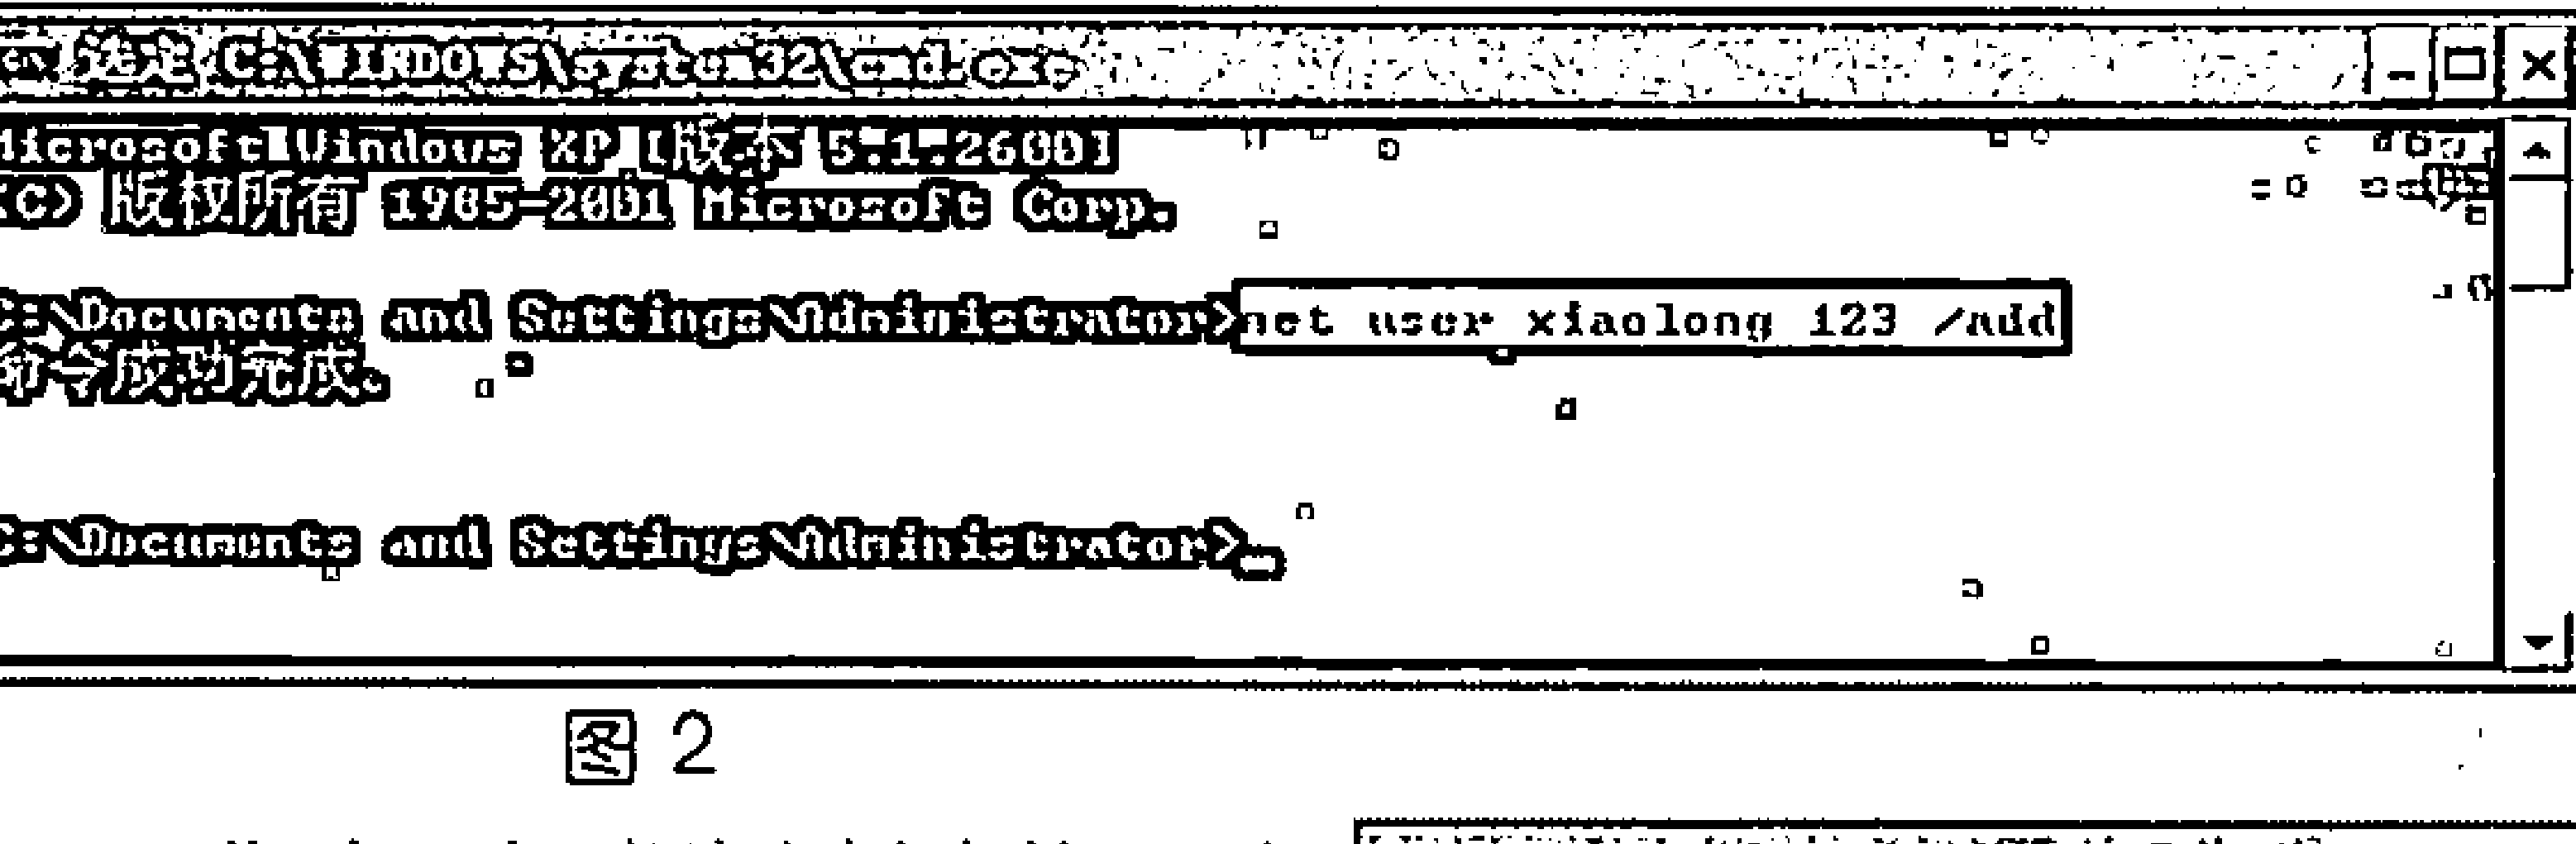 C:\WINDOWS\system32\cmd.exe
Microsoft Windows XP [版本 5.1.2600]
(C) 版权所有 1985-2001 Microsoft Corp.
C:\Documents and Settings\Administrator>net user xiaolong 123 /add
命令成功完成。
C:\Documents and Settings\Administrator>_
图 2